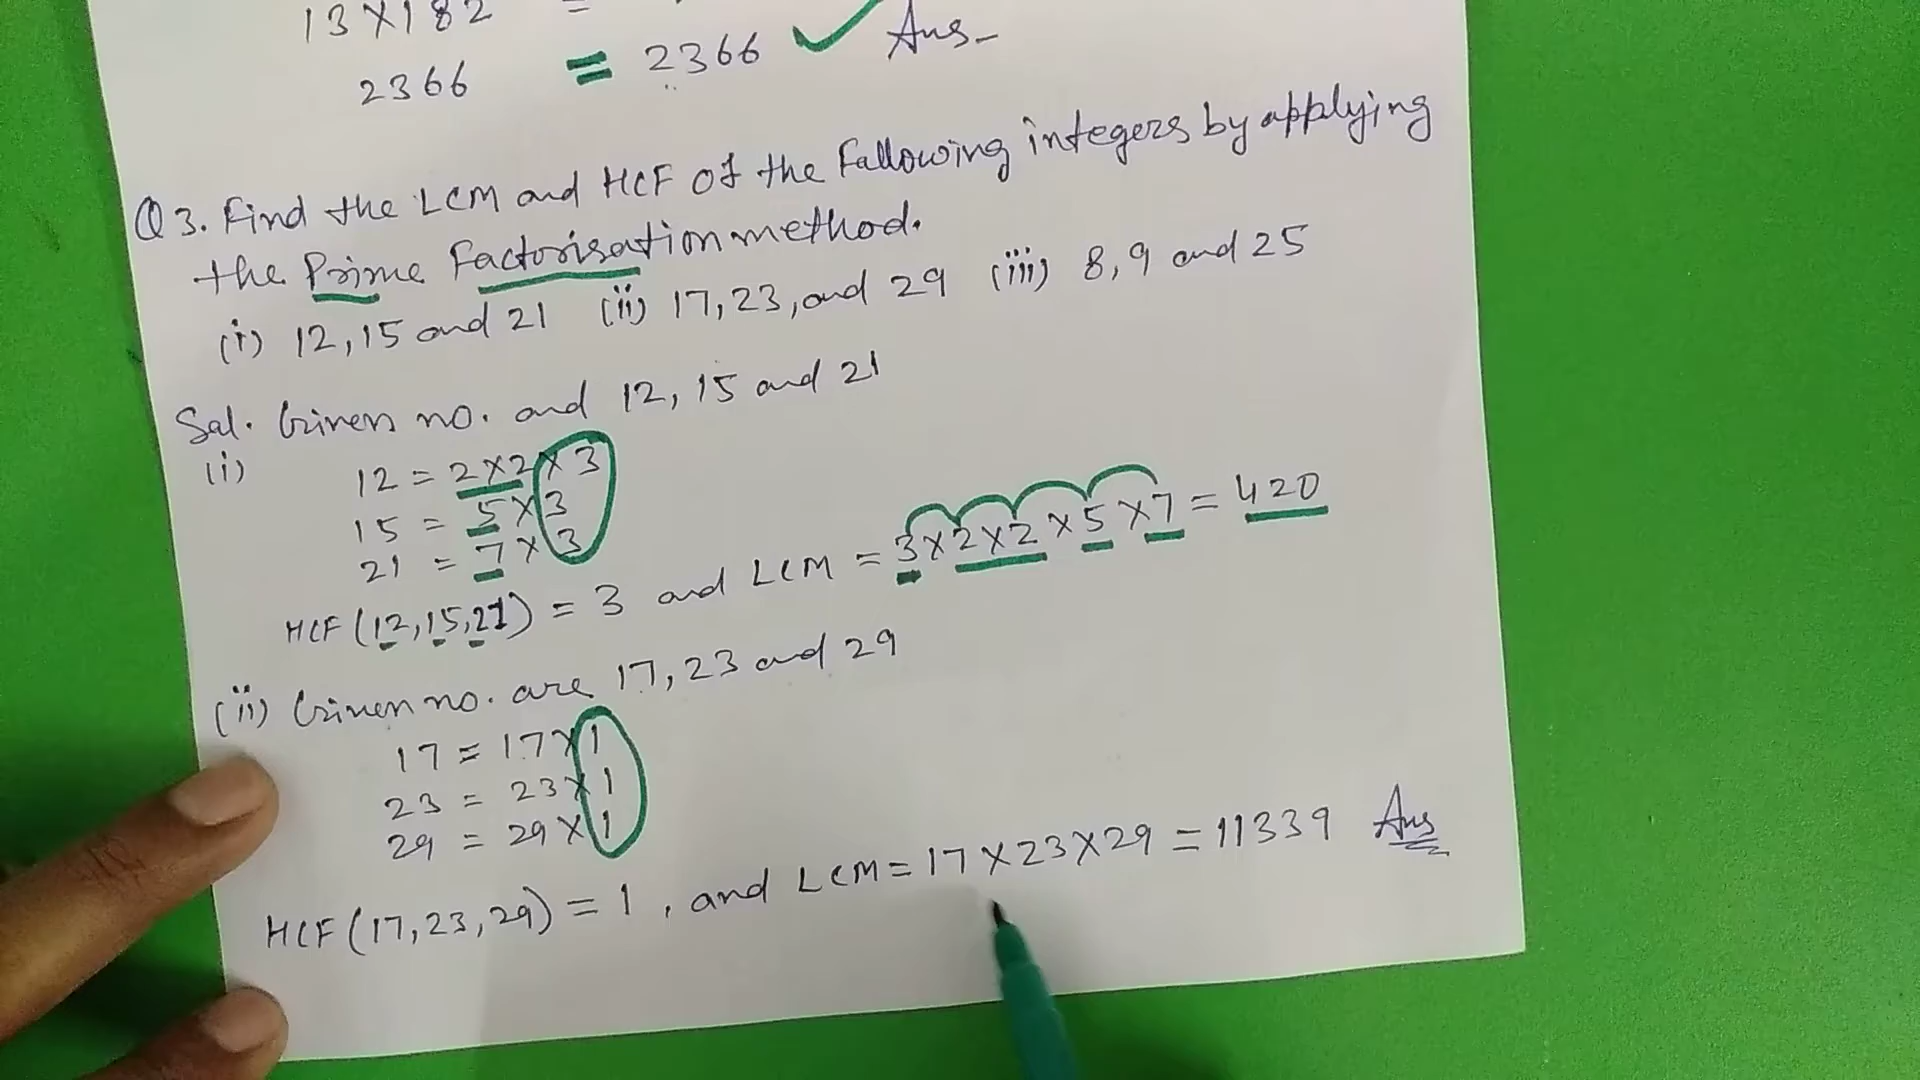 13×182 =
2366 = 2366 ✓ Ans-
Q3. Find the LCM and HCF Of the Fallowing integers by applying
the Prime Factorisation method.
(i) 12, 15 and 21 (ii) 17, 23, and 29 (iii) 8, 9 and 25
Sal. Given no. and 12, 15 and 21
(i)
12 = 2×2×3
15 = 5×3
21 = 7×3
HCF (12,15,21) = 3 and LCM = 3×2×2×5×7 = 420
(ii) Given no. are 17, 23 and 29
17 = 17×1
23 = 23×1
29 = 29×1
HCF (17,23,29) = 1, and LCM = 17×23×29 = 11339 Ans